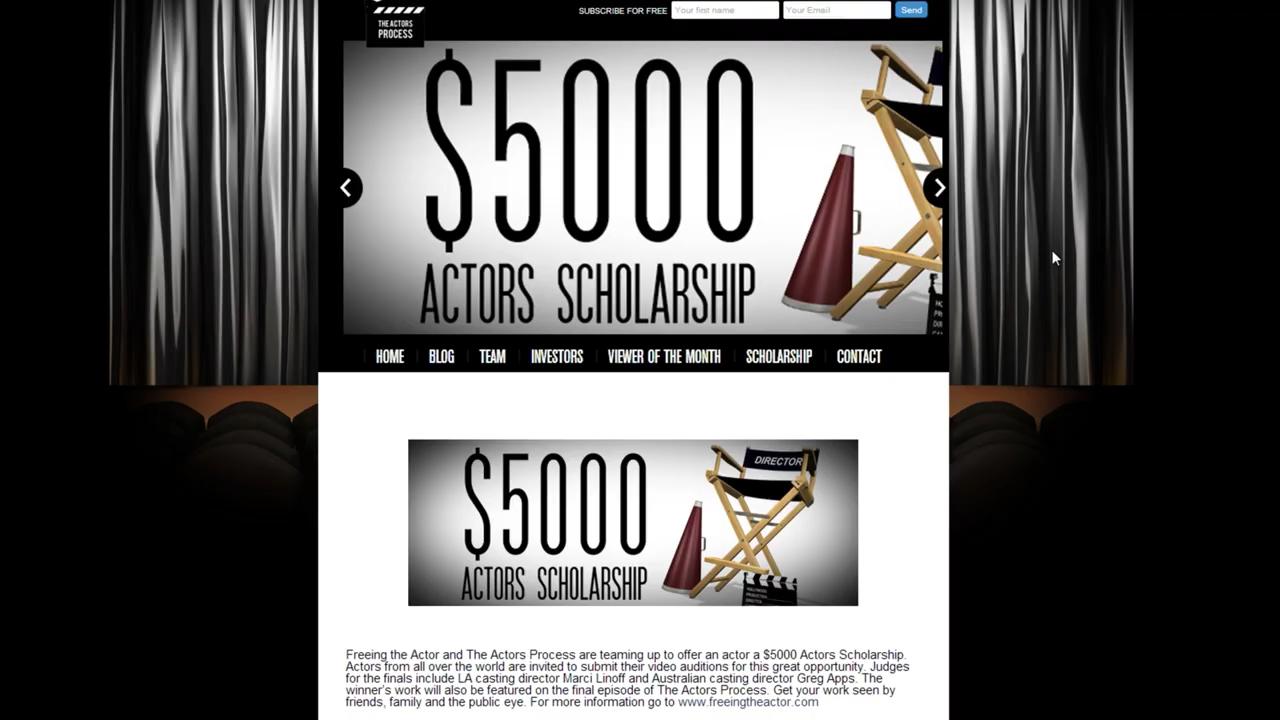 SUBSCRIBE FOR FREE Your first name Your Email Send
THE ACTORS
PROCESS
$5000
ACTORS SCHOLARSHIP
HOME BLOG TEAM INVESTORS VIEWER OF THE MONTH SCHOLARSHIP CONTACT
DIRECTOR
$5000
ACTORS SCHOLARSHIP
Freeing the Actor and The Actors Process are teaming up to offer an actor a $5000 Actors Scholarship.
Actors from all over the world are invited to submit their video auditions for this great opportunity. Judges
for the finals include LA casting director Marci Linoff and Australian casting director Greg Apps. The
winner's work will also be featured on the final episode of The Actors Process. Get your work seen by
friends, family and the public eye. For more information go to www.freeingtheactor.com